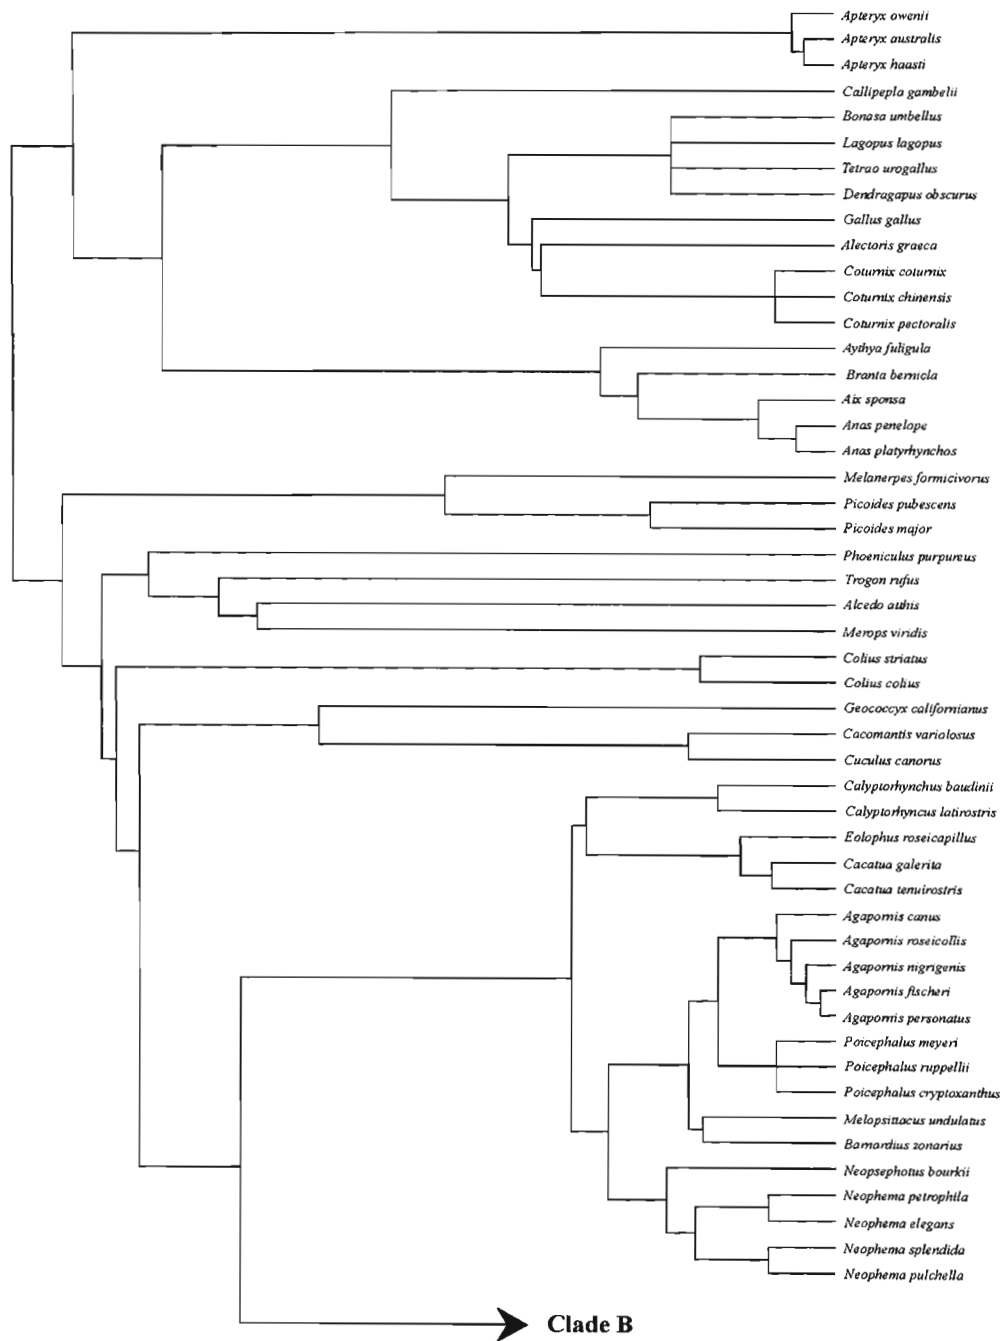 Apteryx owenii
Apteryx australis
Apteryx haasti
Callipepla gambelii
Bonasa umbellus
Lagopus lagopus
Tetrao urogallus
Dendragapus obscurus
Gallus gallus
Alectoris graeca
Coturnix coturnix
Coturnix chinensis
Coturnix pectoralis
Aythya fuligula
Branta bernicla
Aix sponsa
Anas penelope
Anas platyrhynchos
Melanerpes formicivorus
Picoides pubescens
Picoides major
Phoeniculus purpureus
Trogon rufus
Alcedo atthis
Merops viridis
Colius striatus
Colius colius
Geococcyx californianus
Cacomantis variolosus
Cuculus canorus
Calyptorhynchus baudinii
Calyptorhyncus latirostris
Eolophus roseicapillus
Cacatua galerita
Cacatua tenuirostris
Agapornis canus
Agapornis roseicollis
Agapornis nigrigenis
Agapornis fischeri
Agapornis personatus
Poicephalus meyeri
Poicephalus ruppellii
Poicephalus cryptoxanthus
Melopsittacus undulatus
Barnardius zonarius
Neopsephotus bourkii
Neophema petrophila
Neophema elegans
Neophema splendida
Neophema pulchella
Clade B